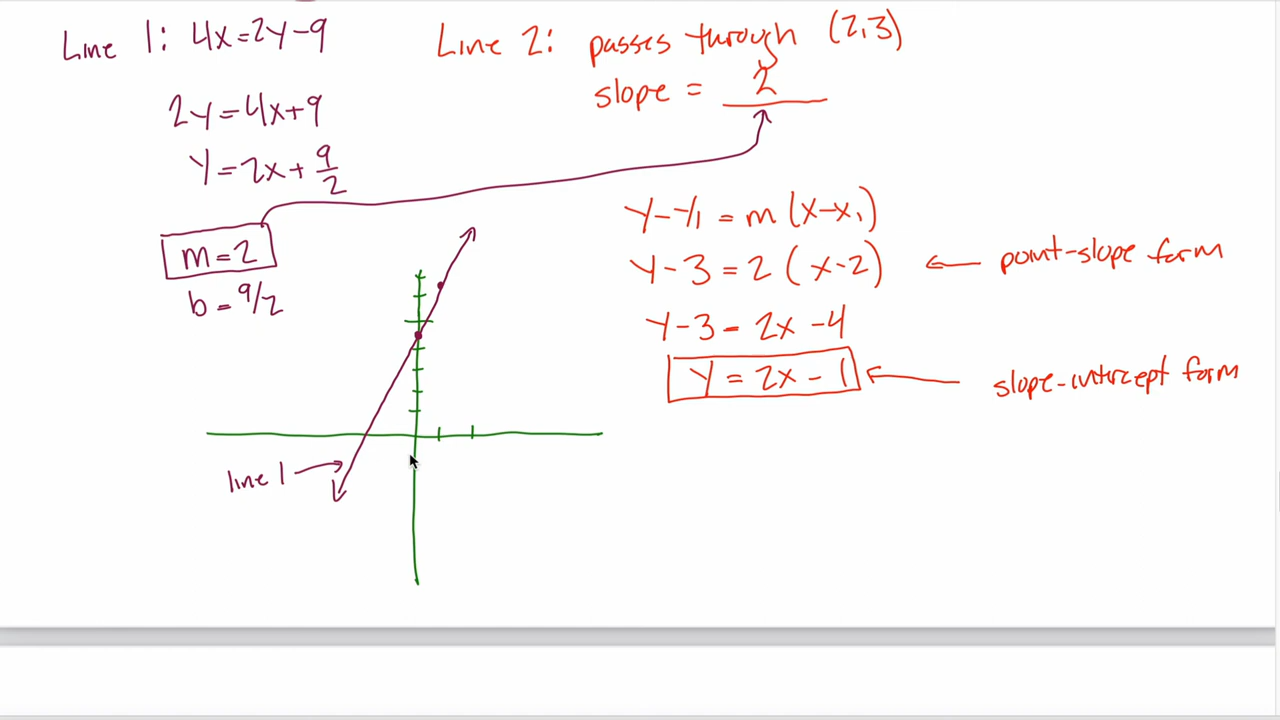 Line 1: 4x=2y-9
2y=4x+9
y=2x+9/2
m=2
b=9/2
line 1
Line 2: passes through (2,3)
slope = 2
y-y₁ = m(x-x₁)
y-3=2(x-2) ← point-slope form
y-3=2x-4
y=2x-1 ← slope-intercept form